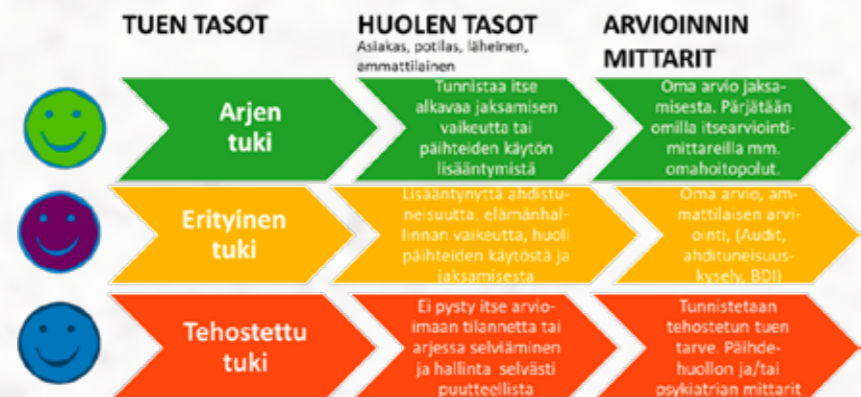 TUEN TASOT
HUOLEN TASOT
Asiakas, potilas, läheinen,
ammattilainen
ARVIOINNIN
MITTARIT
Arjen
tuki
Tunnistaa itse
alkavaa jaksamisen
vaikeutta tai
päihteiden käytön
lisääntymistä
Oma arvio jaksa-
misesta. Pärjätään
omilla itsearviointi-
mittareilla mm.
omahoitopolut.
Erityinen
tuki
Lisääntynyttä ahdistu-
neisuutta, elämänhal-
linnan vaikeutta, huoli
päihteiden käytöstä ja
jaksamisesta
Oma arvio, am-
mattilaisen arvi-
ointi, (Audit,
ahdituneisuus-
kysely, BDI)
Tehostettu
tuki
Ei pysty itse arvio-
imaan tilannetta tai
arjessa selviäminen
ja hallinta selvästi
puutteellista
Tunnistetaan
tehostetun tuen
tarve. Päihde-
huollon ja/tai
psykiatrian mittarit